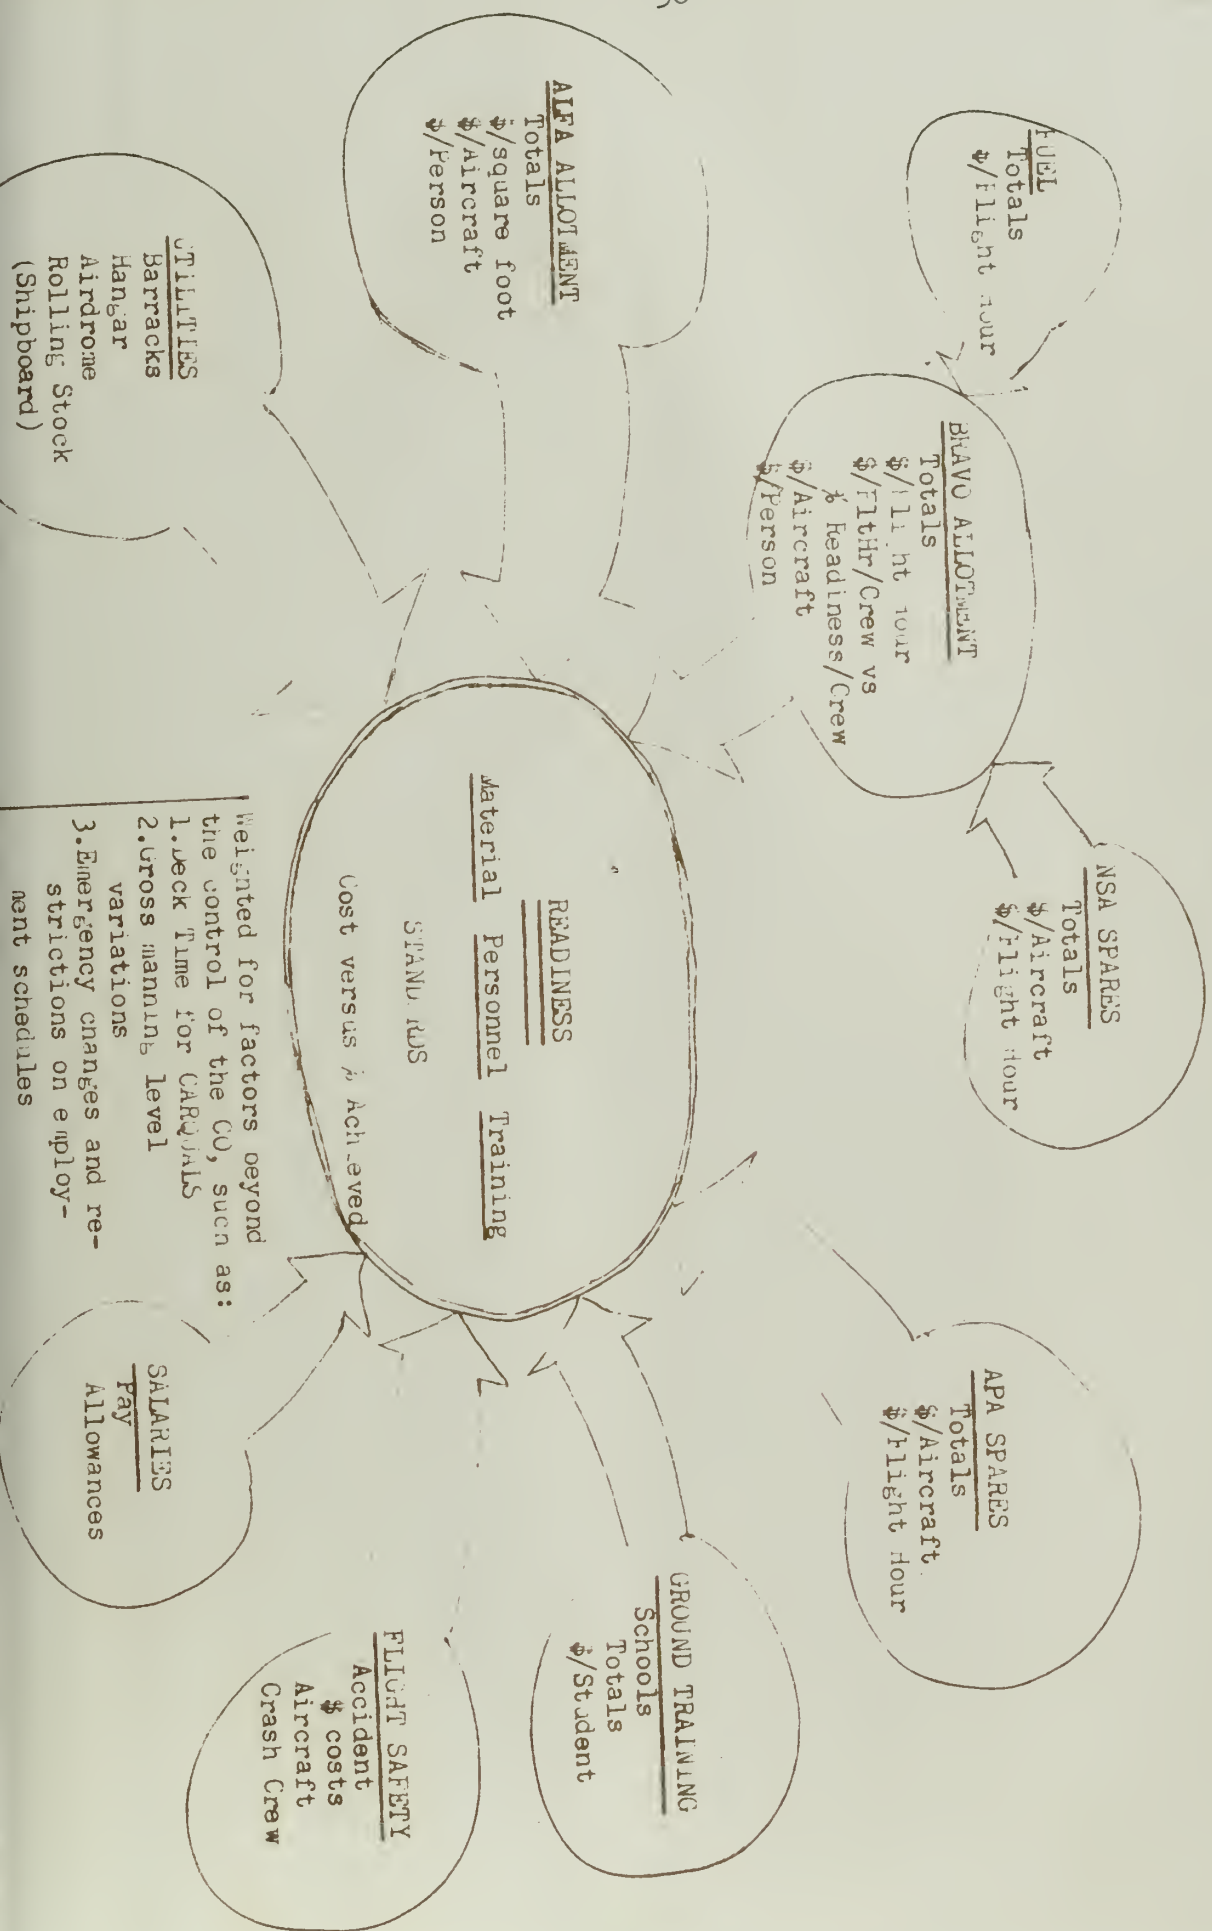 FUEL
Totals
$/Flight Hour
NSA SPARES
Totals
$/Aircraft
$/Flight Hour
APA SPARES
Totals
$/Aircraft
$/Flight Hour
BRAVO ALLOTMENT
Totals
$/Flight Hour
$/FltHr/Crew vs
% Readiness/Crew
$/Aircraft
$/Person
ALFA ALLOTMENT
Totals
$/square foot
$/Aircraft
$/Person
GROUND TRAINING
Schools
Totals
$/Student
READINESS
Material Personnel Training
STANDARDS
Cost versus % Achieved
FLIGHT SAFETY
Accident
$ costs
Aircraft
Crash Crew
UTILITIES
Barracks
Hangar
Airdrome
Rolling Stock
(Shipboard)
SALARIES
Pay
Allowances
Weighted for factors beyond
the control of the CO, such as:
1.Deck Time for CARQUALS
2.Gross manning level
variations
3.Emergency changes and re-
strictions on employ-
ment schedules